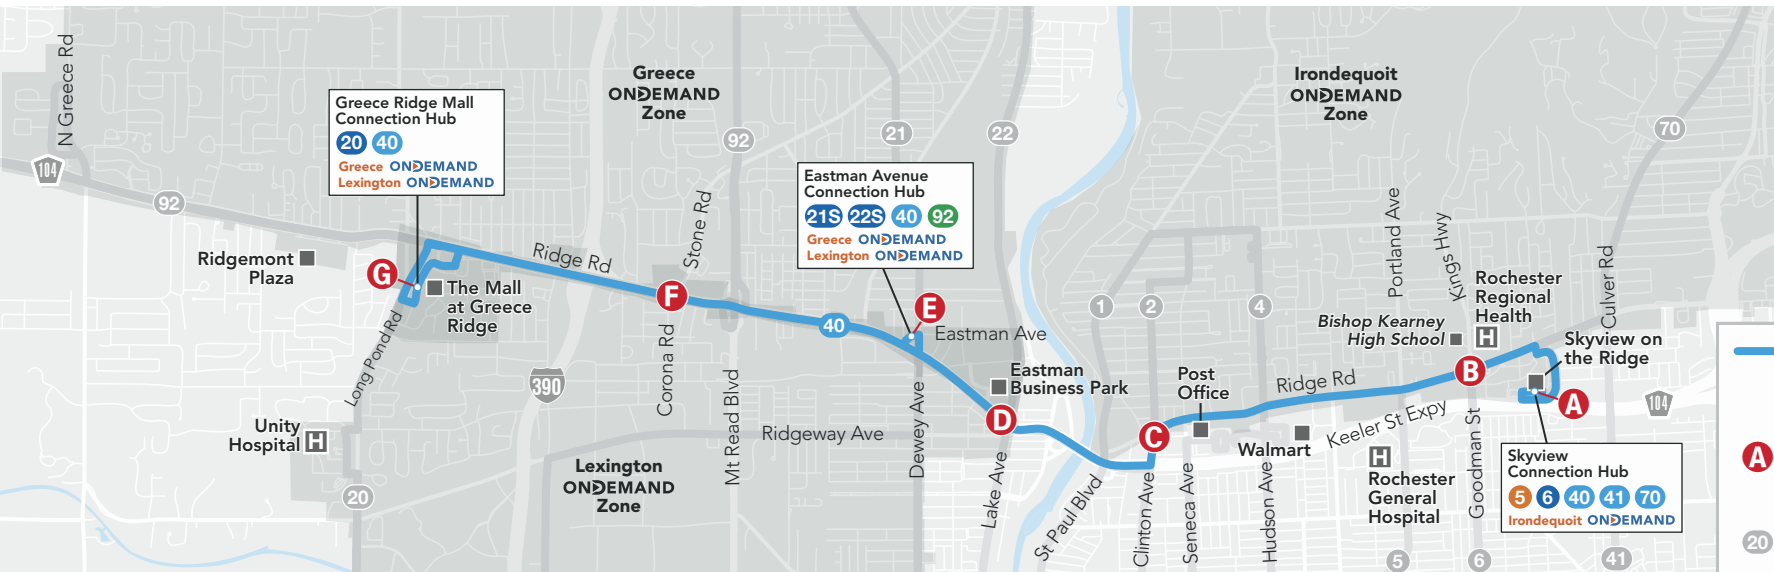 N Greece Rd
104
92
Greece Ridge Mall
Connection Hub
20 40
Greece ONDEMAND
Lexington ONDEMAND
Greece
ONDEMAND
Zone
92
21
22
Irondequoit
ONDEMAND
Zone
70
Eastman Avenue
Connection Hub
21S 22S 40 92
Greece ONDEMAND
Lexington ONDEMAND
Ridgemont
Plaza
G
The Mall
at Greece
Ridge
Long Pond Rd
Ridge Rd
Stone Rd
F
Corona Rd
390
Mt Read Blvd
40
E
Eastman Ave
Eastman
Business Park
D
Dewey Ave
Ridgeway Ave
Lake Ave
Unity
Hospital
H
20
Lexington
ONDEMAND
Zone
1
2
4
St Paul Blvd
C
Clinton Ave
Post
Office
Seneca Ave
Ridge Rd
Walmart
Hudson Ave
Keeler St Expy
Portland Ave
Kings Hwy
Rochester
Regional
Health
H
Bishop Kearney
High School
B
Goodman St
Culver Rd
Skyview on
the Ridge
A
104
H
Rochester
General
Hospital
Skyview
Connection Hub
5 6 40 41 70
Irondequoit ONDEMAND
5
6
41
A
20